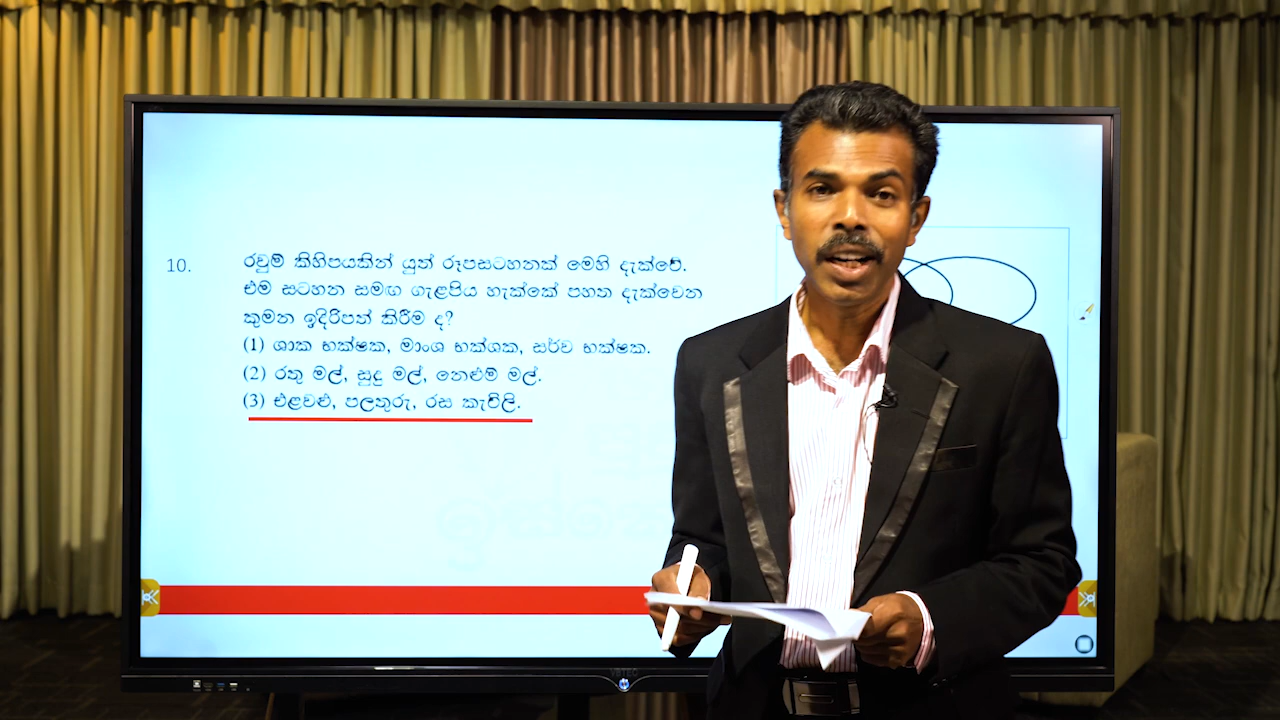 10. රවුම් කිහිපයකින් යුත් රූපසටහනක් මෙහි දැක්වේ.
එම සටහන සමඟ ගැළපිය හැක්කේ පහත දැක්වෙන
කුමන ඉදිරිපත් කිරීම ද?
(1) ශාක භක්ෂක, මාංශ භක්ශක, සර්ව භක්ෂක.
(2) රතු මල්, සුදු මල්, නෙළුම් මල්.
(3) එළවළු, පලතුරු, රස කැවිලි.